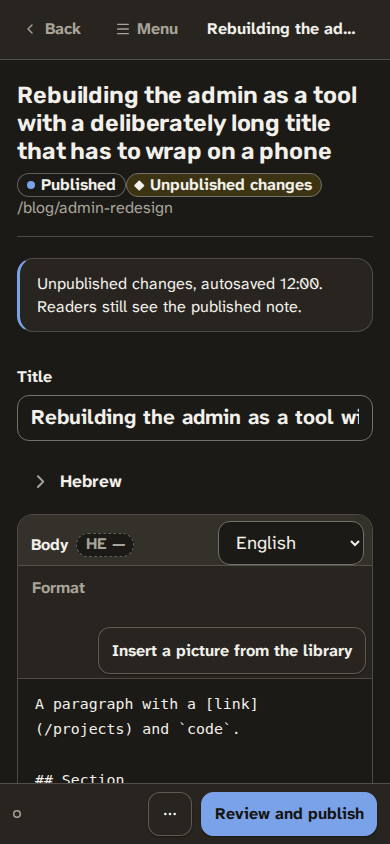 Back
Menu
Rebuilding the ad...
Rebuilding the admin as a tool
with a deliberately long title
that has to wrap on a phone
Published
Unpublished changes
/blog/admin-redesign
Unpublished changes, autosaved 12:00.
Readers still see the published note.
Title
Rebuilding the admin as a tool wi
Hebrew
Body
HE —
English
Format
Insert a picture from the library
A paragraph with a [link]
(/projects) and `code`.
## Section
...
Review and publish